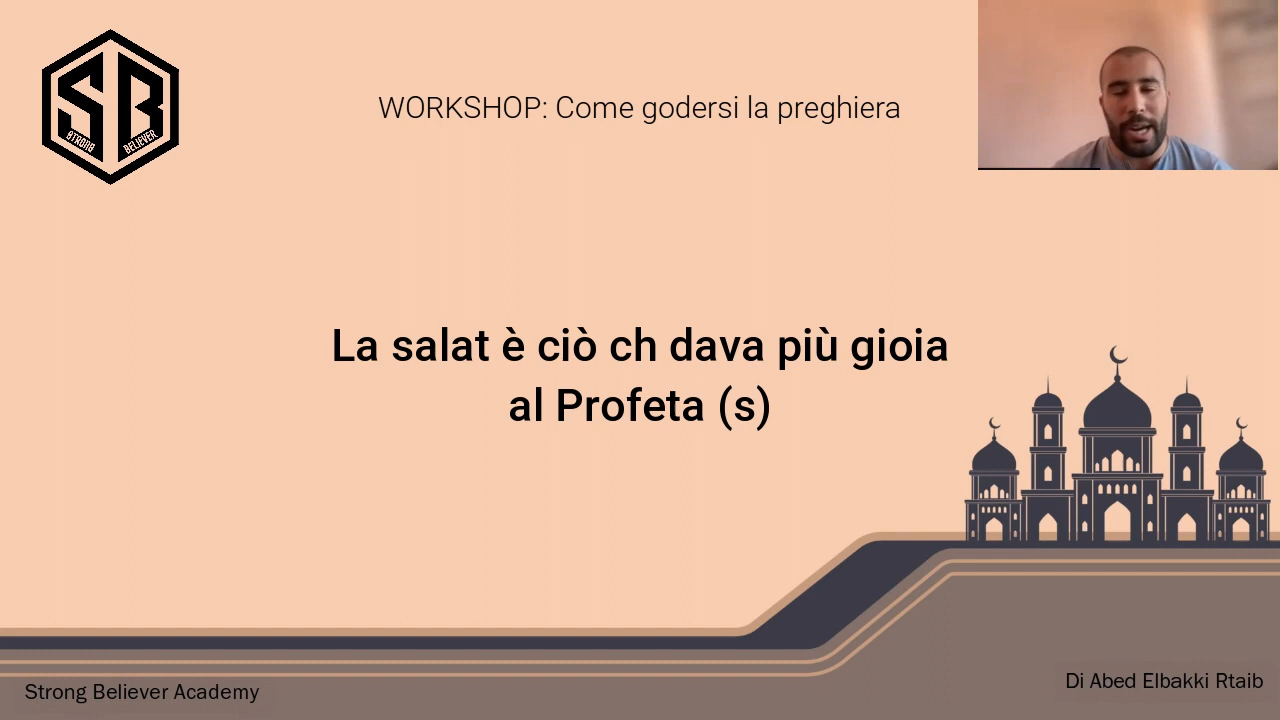 SB
STRONG BELIEVER
WORKSHOP: Come godersi la preghiera
La salat è ciò ch dava più gioia
al Profeta (s)
Strong Believer Academy
Di Abed Elbakki Rtaib